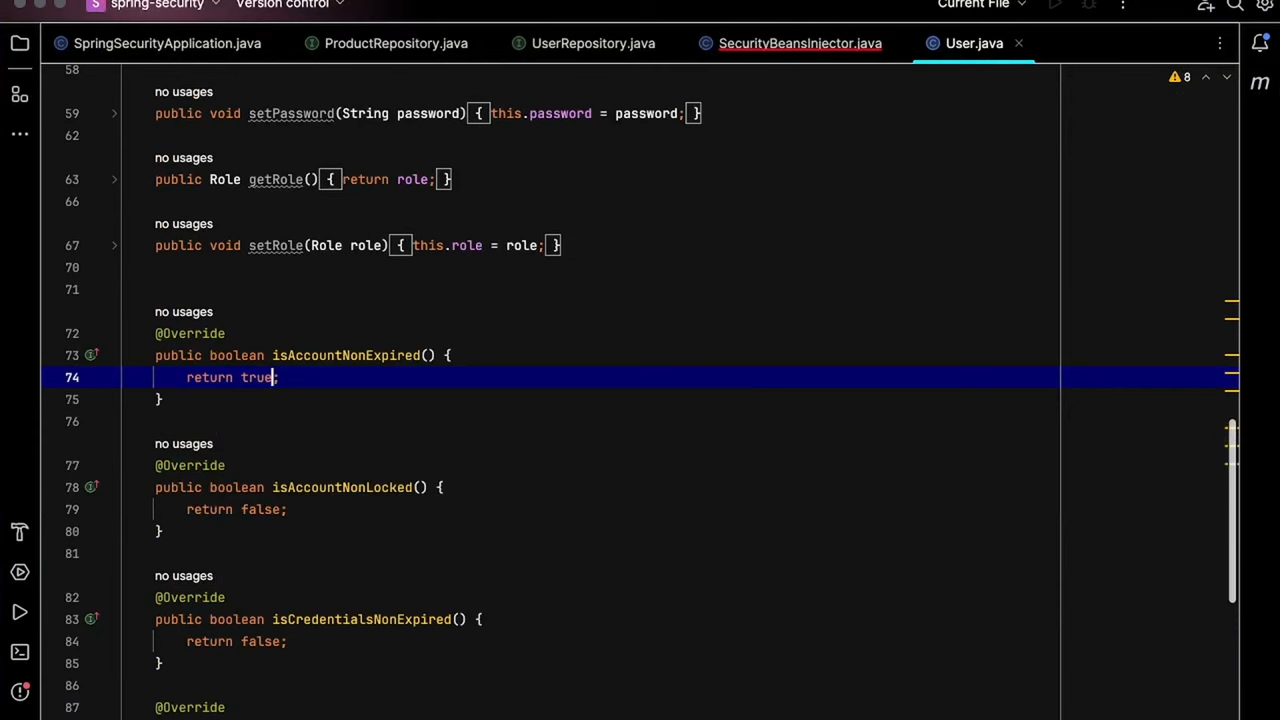 S spring-security Version control Current File
SpringSecurityApplication.java ProductRepository.java UserRepository.java SecurityBeansInjector.java User.java
58
8
no usages
59 public void setPassword(String password) { this.password = password; }
62
no usages
63 public Role getRole() { return role; }
66
no usages
67 public void setRole(Role role) { this.role = role; }
70
71
no usages
72 @Override
73 public boolean isAccountNonExpired() {
74 return true;
75 }
76
no usages
77 @Override
78 public boolean isAccountNonLocked() {
79 return false;
80 }
81
no usages
82 @Override
83 public boolean isCredentialsNonExpired() {
84 return false;
85 }
86
87 @Override